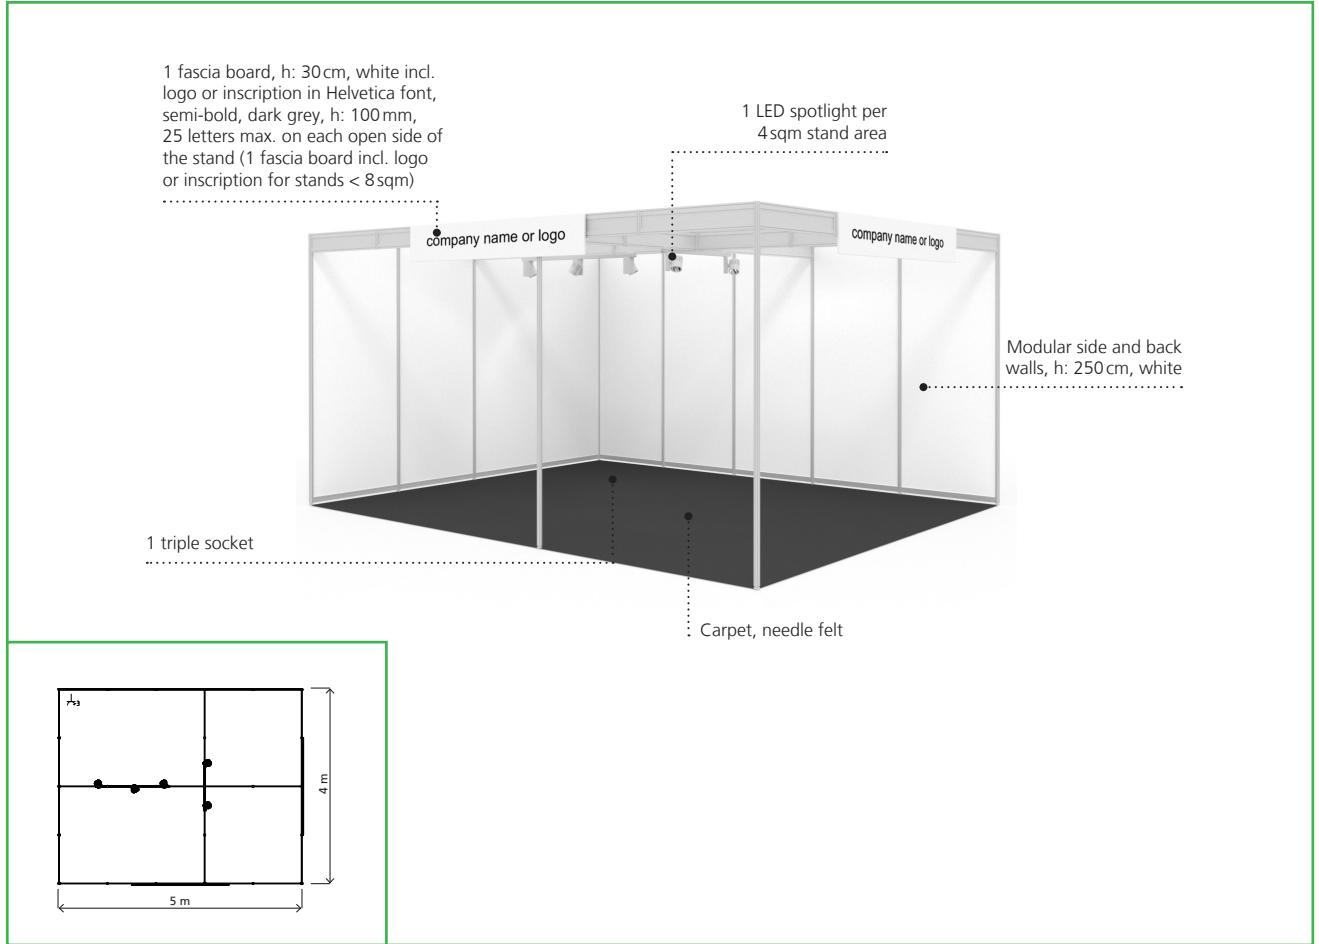 1 fascia board, h: 30 cm, white incl.
logo or inscription in Helvetica font,
semi-bold, dark grey, h: 100 mm,
25 letters max. on each open side of
the stand (1 fascia board incl. logo
or inscription for stands < 8 sqm)
1 LED spotlight per
4 sqm stand area
company name or logo
company name or logo
Modular side and back
walls, h: 250 cm, white
1 triple socket
Carpet, needle felt
3
4 m
5 m